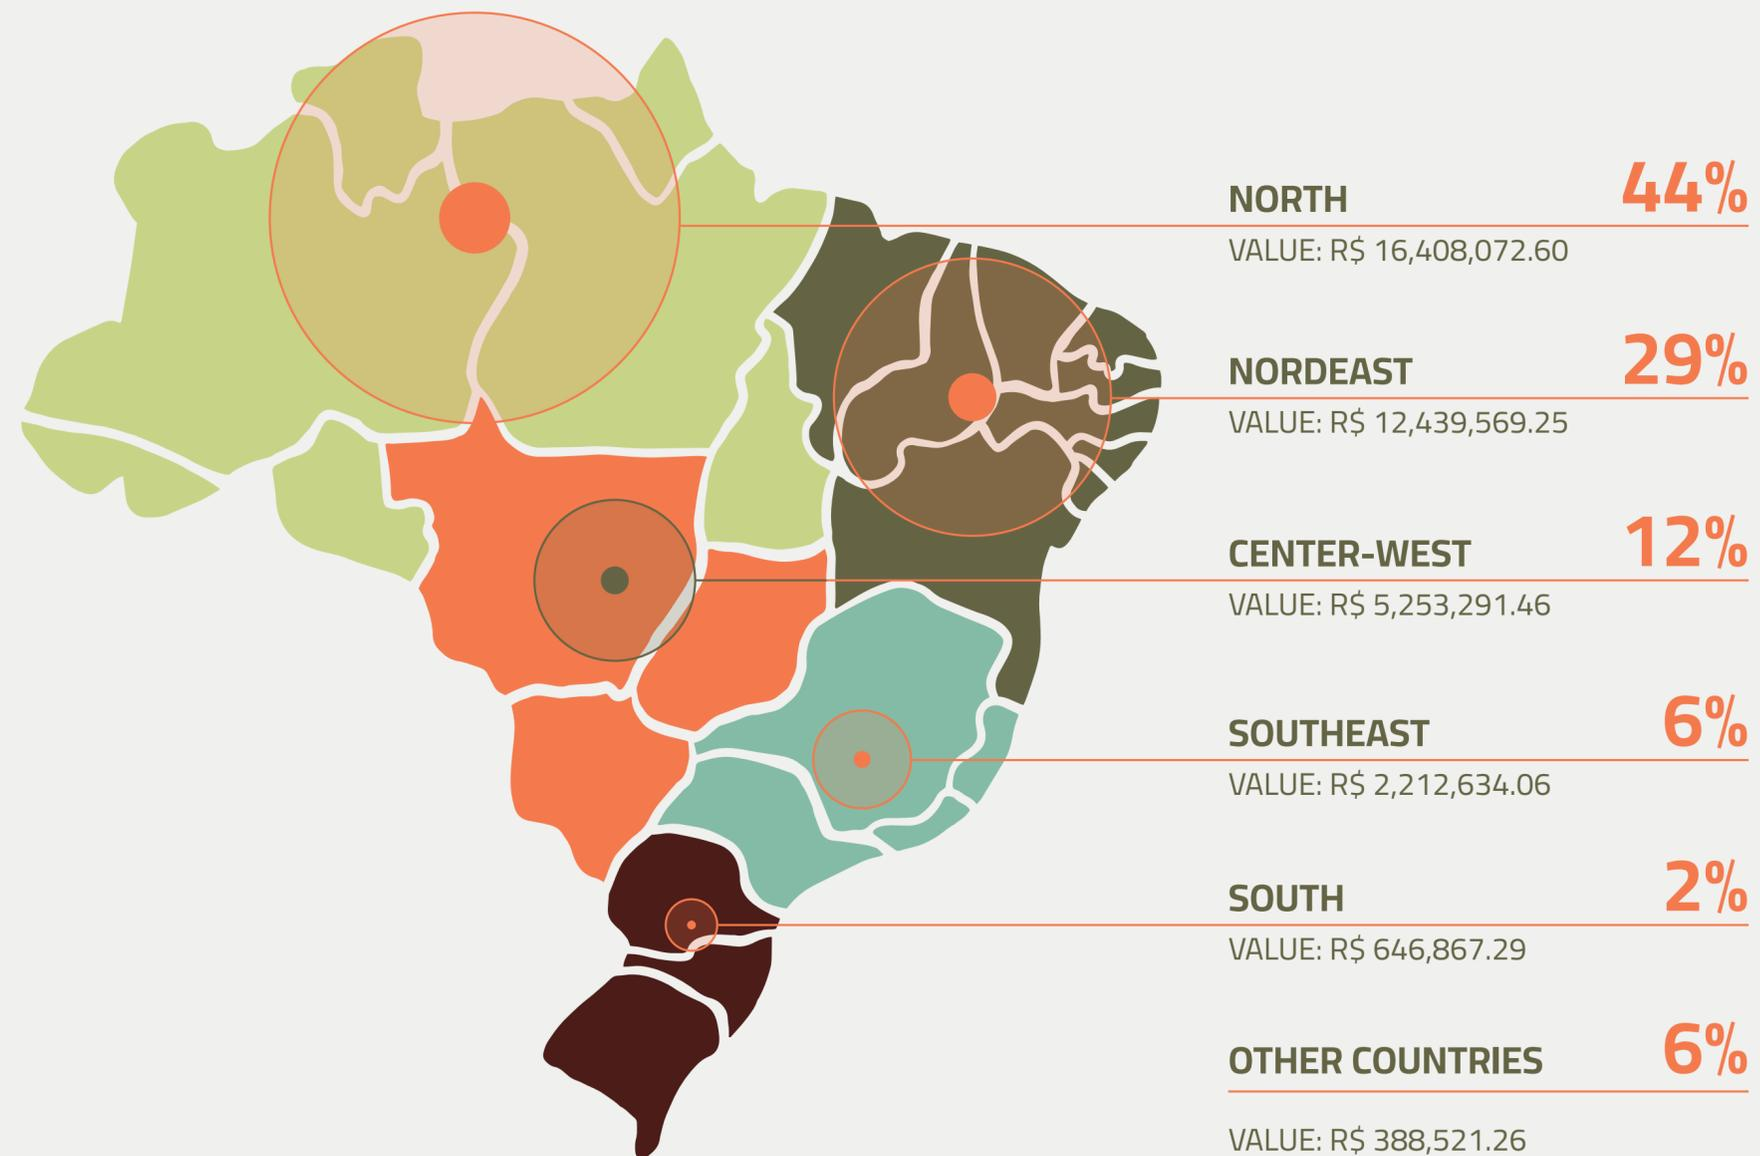 NORTH 44%
VALUE: R$ 16,408,072.60
NORDEAST 29%
VALUE: R$ 12,439,569.25
CENTER-WEST 12%
VALUE: R$ 5,253,291.46
SOUTHEAST 6%
VALUE: R$ 2,212,634.06
SOUTH 2%
VALUE: R$ 646,867.29
OTHER COUNTRIES 6%
VALUE: R$ 388,521.26